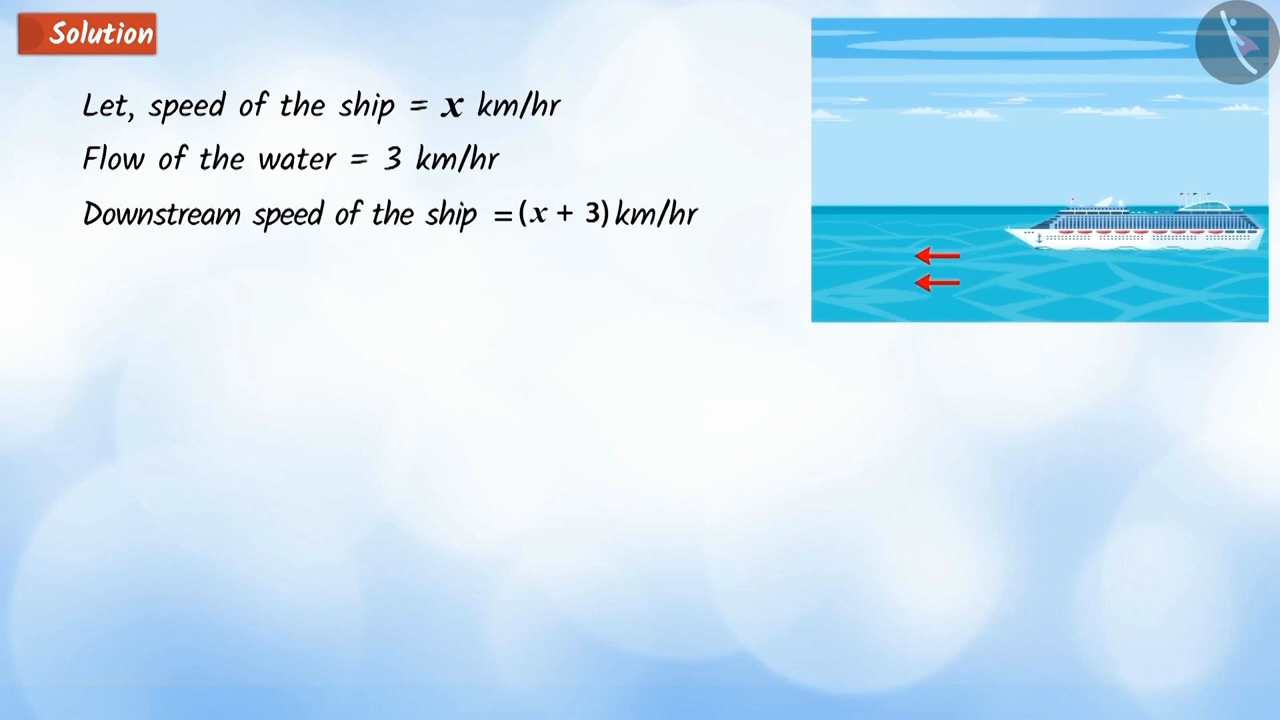 Solution
Let, speed of the ship = x km/hr
Flow of the water = 3 km/hr
Downstream speed of the ship = (x + 3) km/hr